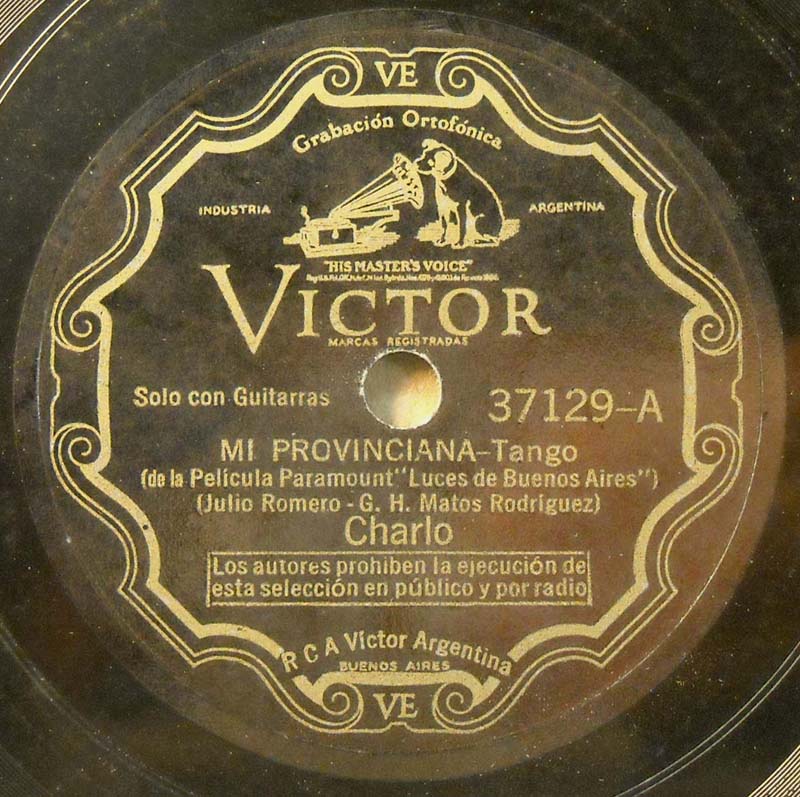 VE
Grabación Ortofónica
INDUSTRIA
ARGENTINA
"HIS MASTER'S VOICE"
VICTOR
MARCAS REGISTRADAS
Solo con Guitarras
37129-A
MI PROVINCIANA-Tango
(de la Película Paramount "Luces de Buenos Aires")
(Julio Romero - G. H. Matos Rodríguez)
Charlo
Los autores prohiben la ejecución de
esta selección en público y por radio
R C A Victor Argentina
BUENOS AIRES
VE